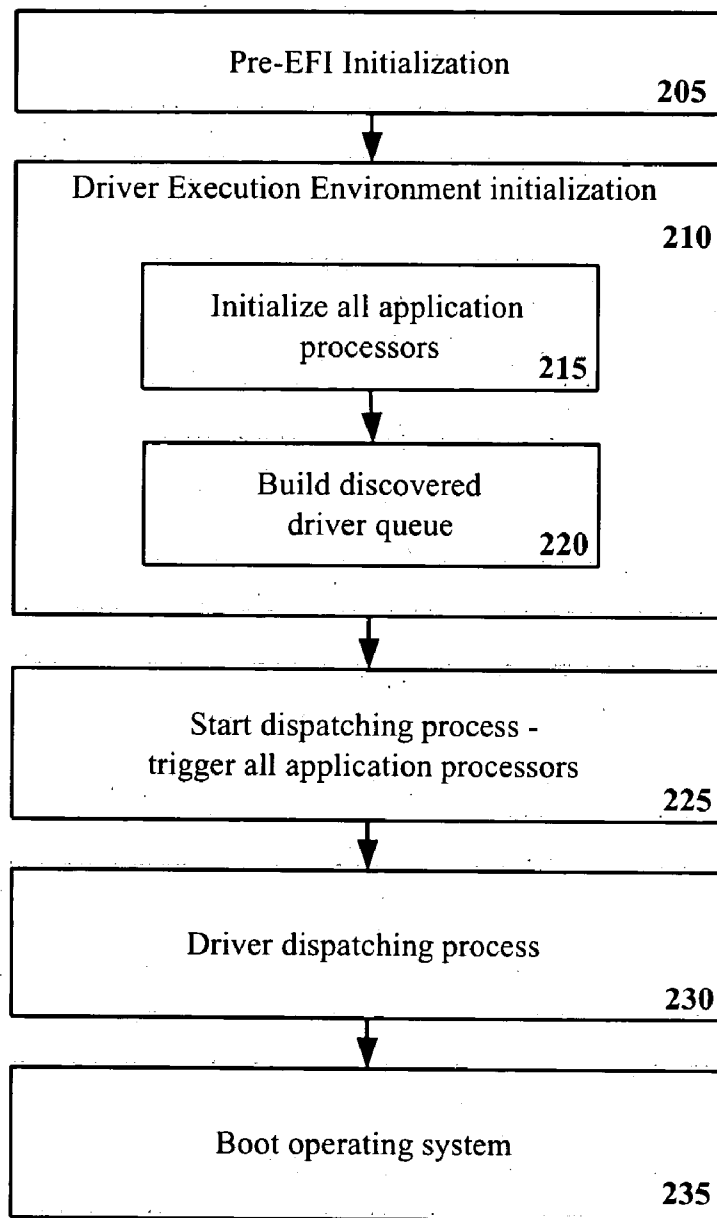 Pre-EFI Initialization
205
Driver Execution Environment initialization
210
Initialize all application
processors
215
Build discovered
driver queue
220
Start dispatching process -
trigger all application processors
225
Driver dispatching process
230
Boot operating system
235